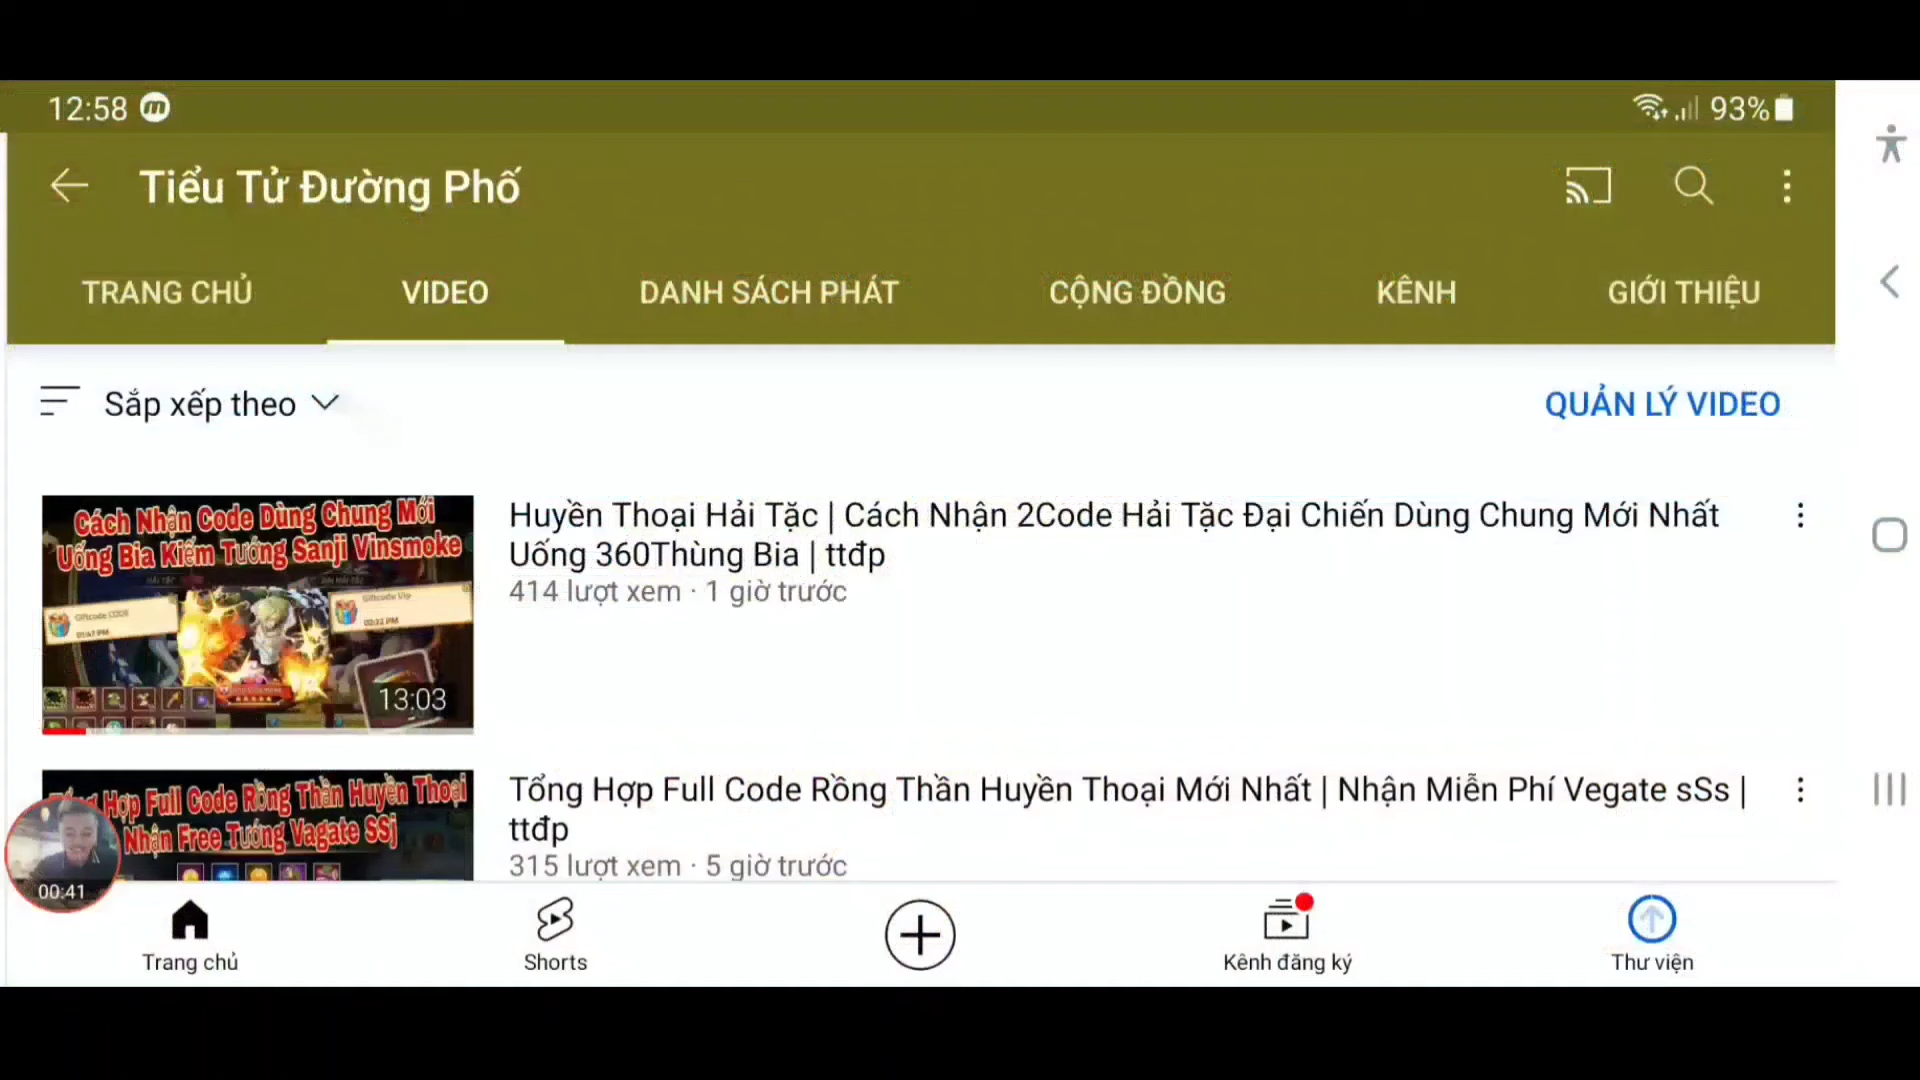 12:58
93%
Tiểu Tử Đường Phố
TRANG CHỦ
VIDEO
DANH SÁCH PHÁT
CỘNG ĐỒNG
KÊNH
GIỚI THIỆU
Sắp xếp theo
QUẢN LÝ VIDEO
Cách Nhận Code Dùng Chung Mới
Uống Bia Kiếm Tướng Sanji Vinsmoke
Giftcode Vip
13:03
Huyền Thoại Hải Tặc | Cách Nhận 2Code Hải Tặc Đại Chiến Dùng Chung Mới Nhất
Uống 360Thùng Bia | ttđp
414 lượt xem · 1 giờ trước
Tổng Hợp Full Code Rồng Thần Huyền Thoại
Nhận Free Tướng Vagate SSj
Tổng Hợp Full Code Rồng Thần Huyền Thoại Mới Nhất | Nhận Miễn Phí Vegate sSs |
ttđp
315 lượt xem · 5 giờ trước
00:41
Trang chủ
Shorts
Kênh đăng ký
Thư viện